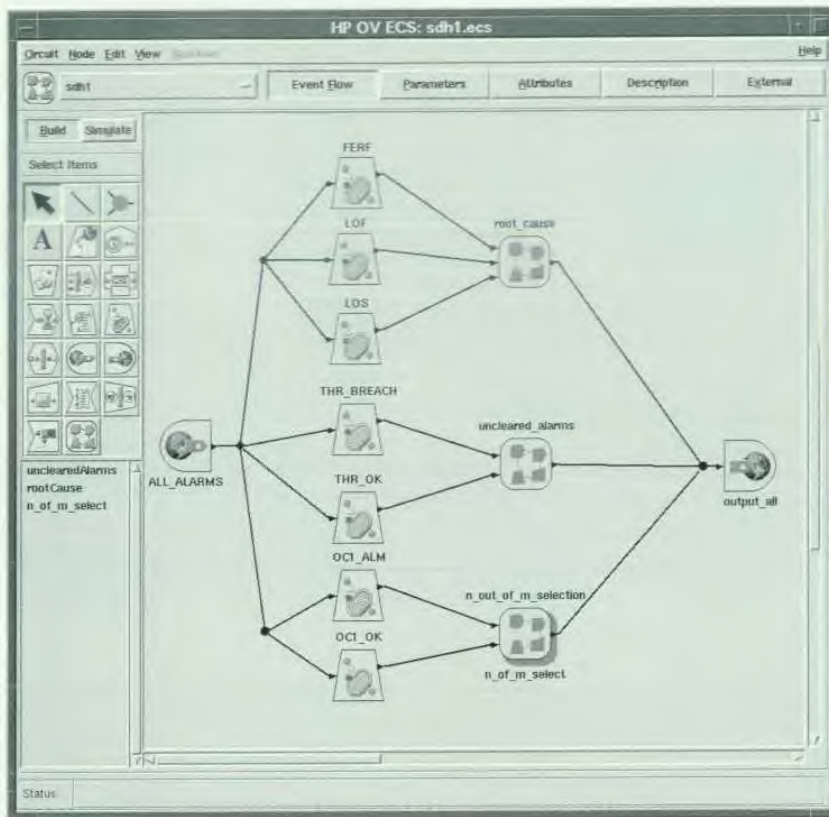 HP OV ECS: sdh1.ecs
Circuit Node Edit View Help
sdh1 Event Flow Parameters Attributes Description External
Build Simulate
Select Items
A
FERF
LOF
root_cause
LOS
THR_BREACH
uncleared_alarms
ALL_ALARMS
THR_OK
output_all
OC1_ALM
n_out_of_m_selection
OC1_OK
n_of_m_select
unclearedAlarms
rootCause
n_of_m_select
Status: